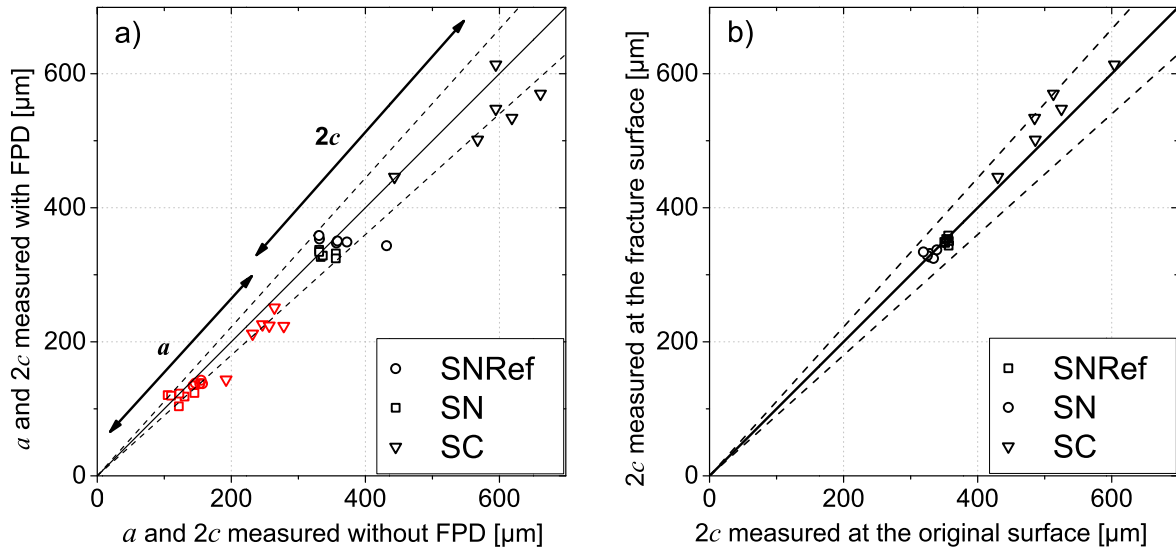 a)
a and 2c measured with FPD [µm]
600
400
200
0
2c
a
SNRef
SN
SC
0 200 400 600
a and 2c measured without FPD [µm]
b)
2c measured at the fracture surface [µm]
600
400
200
0
SNRef
SN
SC
0 200 400 600
2c measured at the original surface [µm]